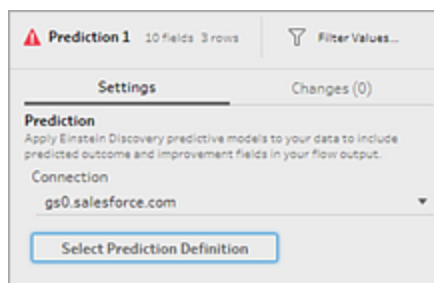 Prediction 1 10 fields 3 rows Filter Values...
Settings Changes (0)
Prediction
Apply Einstein Discovery predictive models to your data to include
predicted outcome and improvement fields in your flow output.
Connection
gs0.salesforce.com
Select Prediction Definition